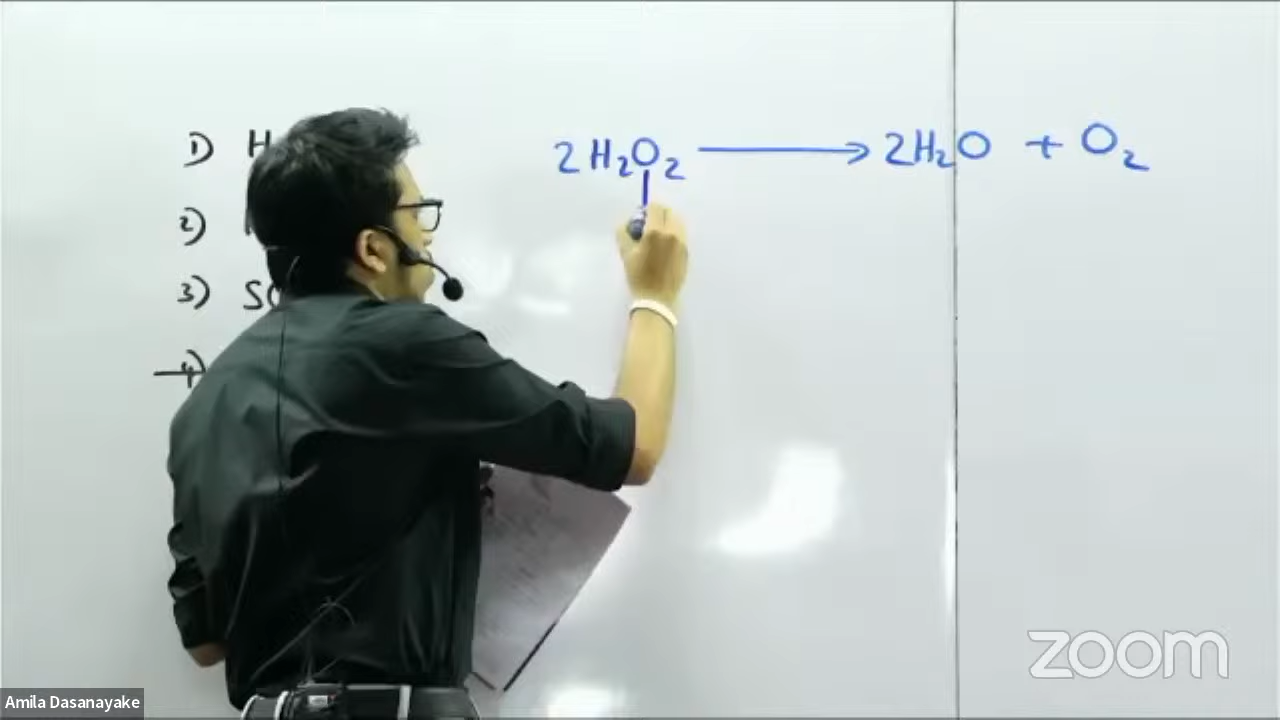 1) H
2H₂O₂ ⟶ 2H₂O + O₂
2)
3) S
4)
zoom
Amila Dasanayake